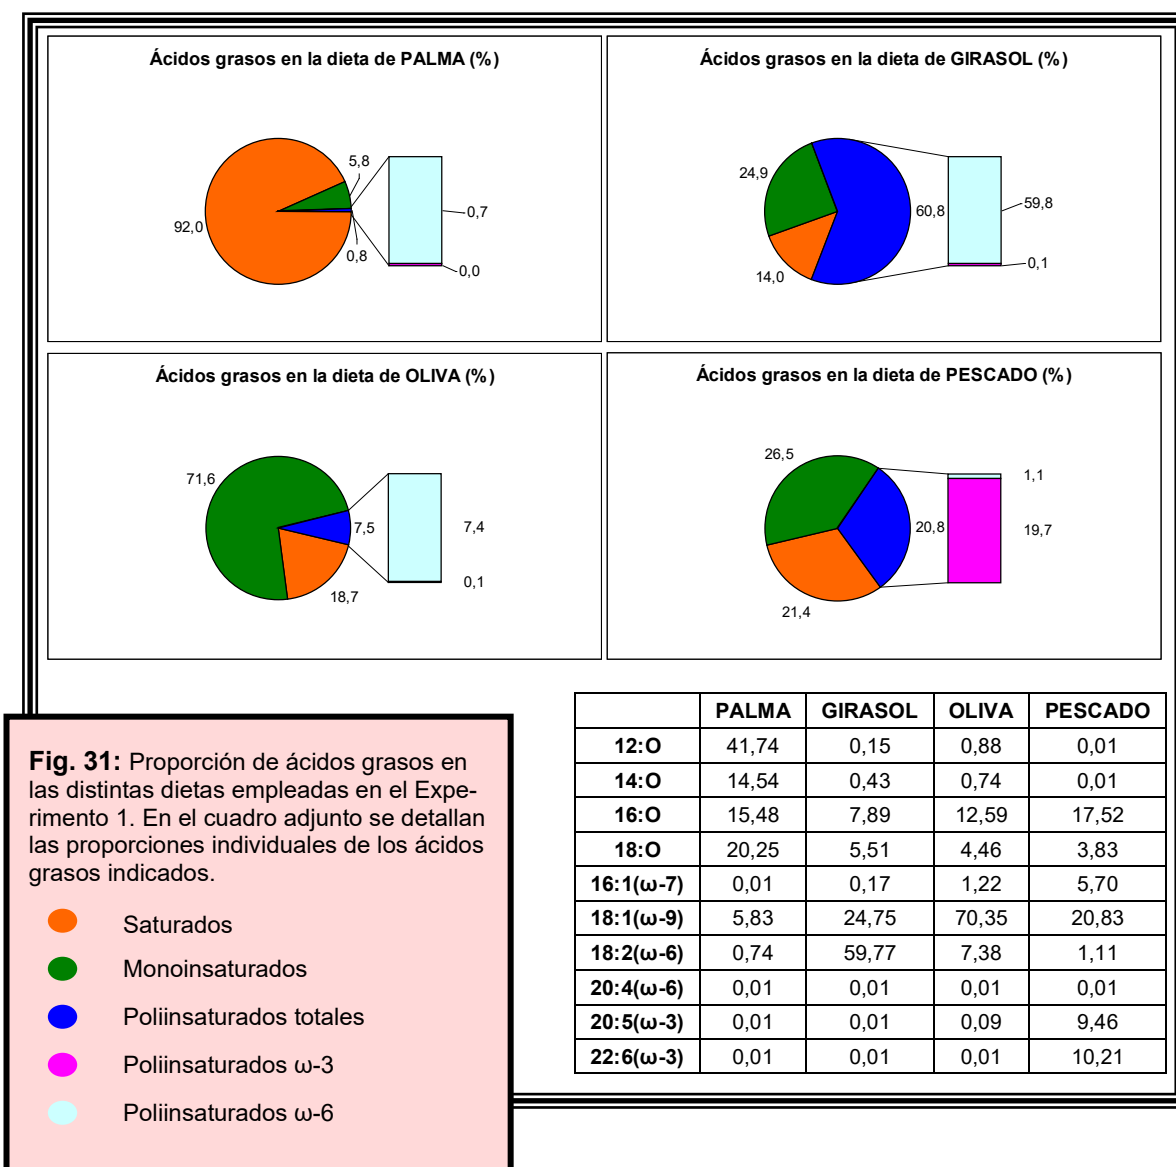 Ácidos grasos en la dieta de PALMA (%)
5,8
92,0
0,8
0,7
0,0
Ácidos grasos en la dieta de GIRASOL (%)
24,9
60,8
14,0
59,8
0,1
Ácidos grasos en la dieta de OLIVA (%)
71,6
7,5
18,7
7,4
0,1
Ácidos grasos en la dieta de PESCADO (%)
26,5
20,8
21,4
1,1
19,7
Fig. 31: Proporción de ácidos grasos en
las distintas dietas empleadas en el Expe-
rimento 1. En el cuadro adjunto se detallan
las proporciones individuales de los ácidos
grasos indicados.
Saturados
Monoinsaturados
Poliinsaturados totales
Poliinsaturados ω-3
Poliinsaturados ω-6
PALMA GIRASOL OLIVA PESCADO
12:O 41,74 0,15 0,88 0,01
14:O 14,54 0,43 0,74 0,01
16:O 15,48 7,89 12,59 17,52
18:O 20,25 5,51 4,46 3,83
16:1(ω-7) 0,01 0,17 1,22 5,70
18:1(ω-9) 5,83 24,75 70,35 20,83
18:2(ω-6) 0,74 59,77 7,38 1,11
20:4(ω-6) 0,01 0,01 0,01 0,01
20:5(ω-3) 0,01 0,01 0,09 9,46
22:6(ω-3) 0,01 0,01 0,01 10,21